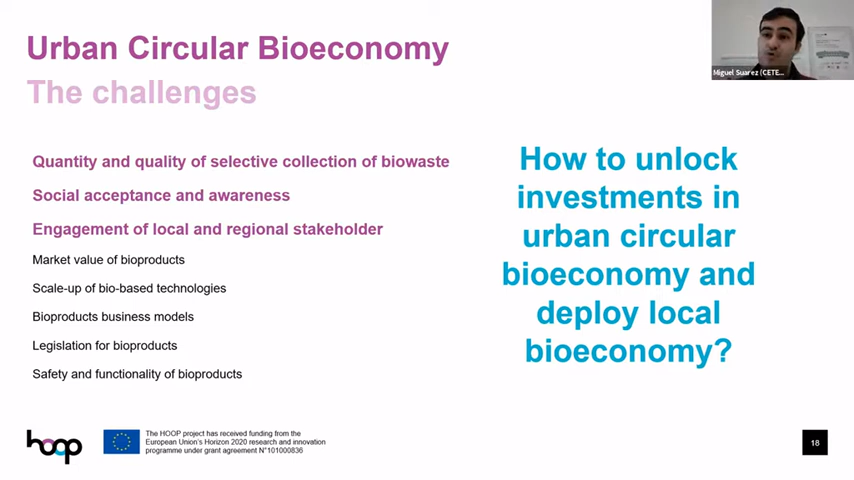 Urban Circular Bioeconomy
The challenges
Miguel Suarez (CETE...
Quantity and quality of selective collection of biowaste
Social acceptance and awareness
Engagement of local and regional stakeholder
Market value of bioproducts
Scale-up of bio-based technologies
Bioproducts business models
Legislation for bioproducts
Safety and functionality of bioproducts
How to unlock
investments in
urban circular
bioeconomy and
deploy local
bioeconomy?
hoop
The HOOP project has received funding from the
European Union's Horizon 2020 research and innovation
programme under grant agreement N°101000836
18